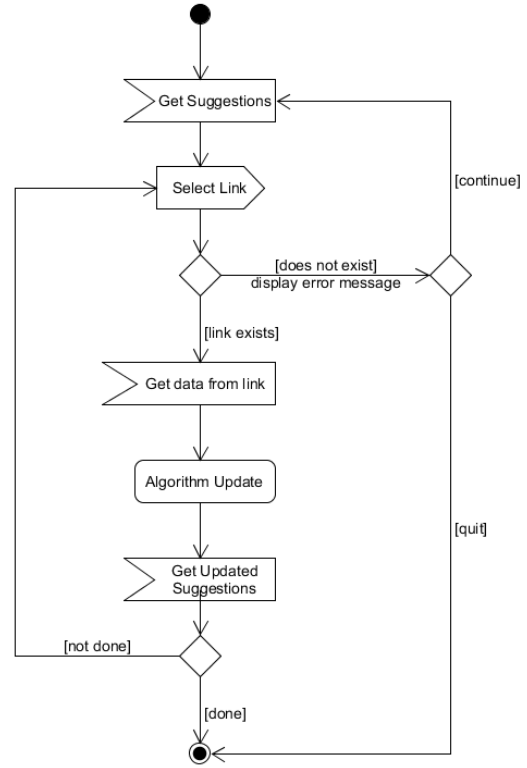 Get Suggestions
[continue]
Select Link
[does not exist]
display error message
[link exists]
Get data from link
Algorithm Update
[quit]
Get Updated
Suggestions
[not done]
[done]